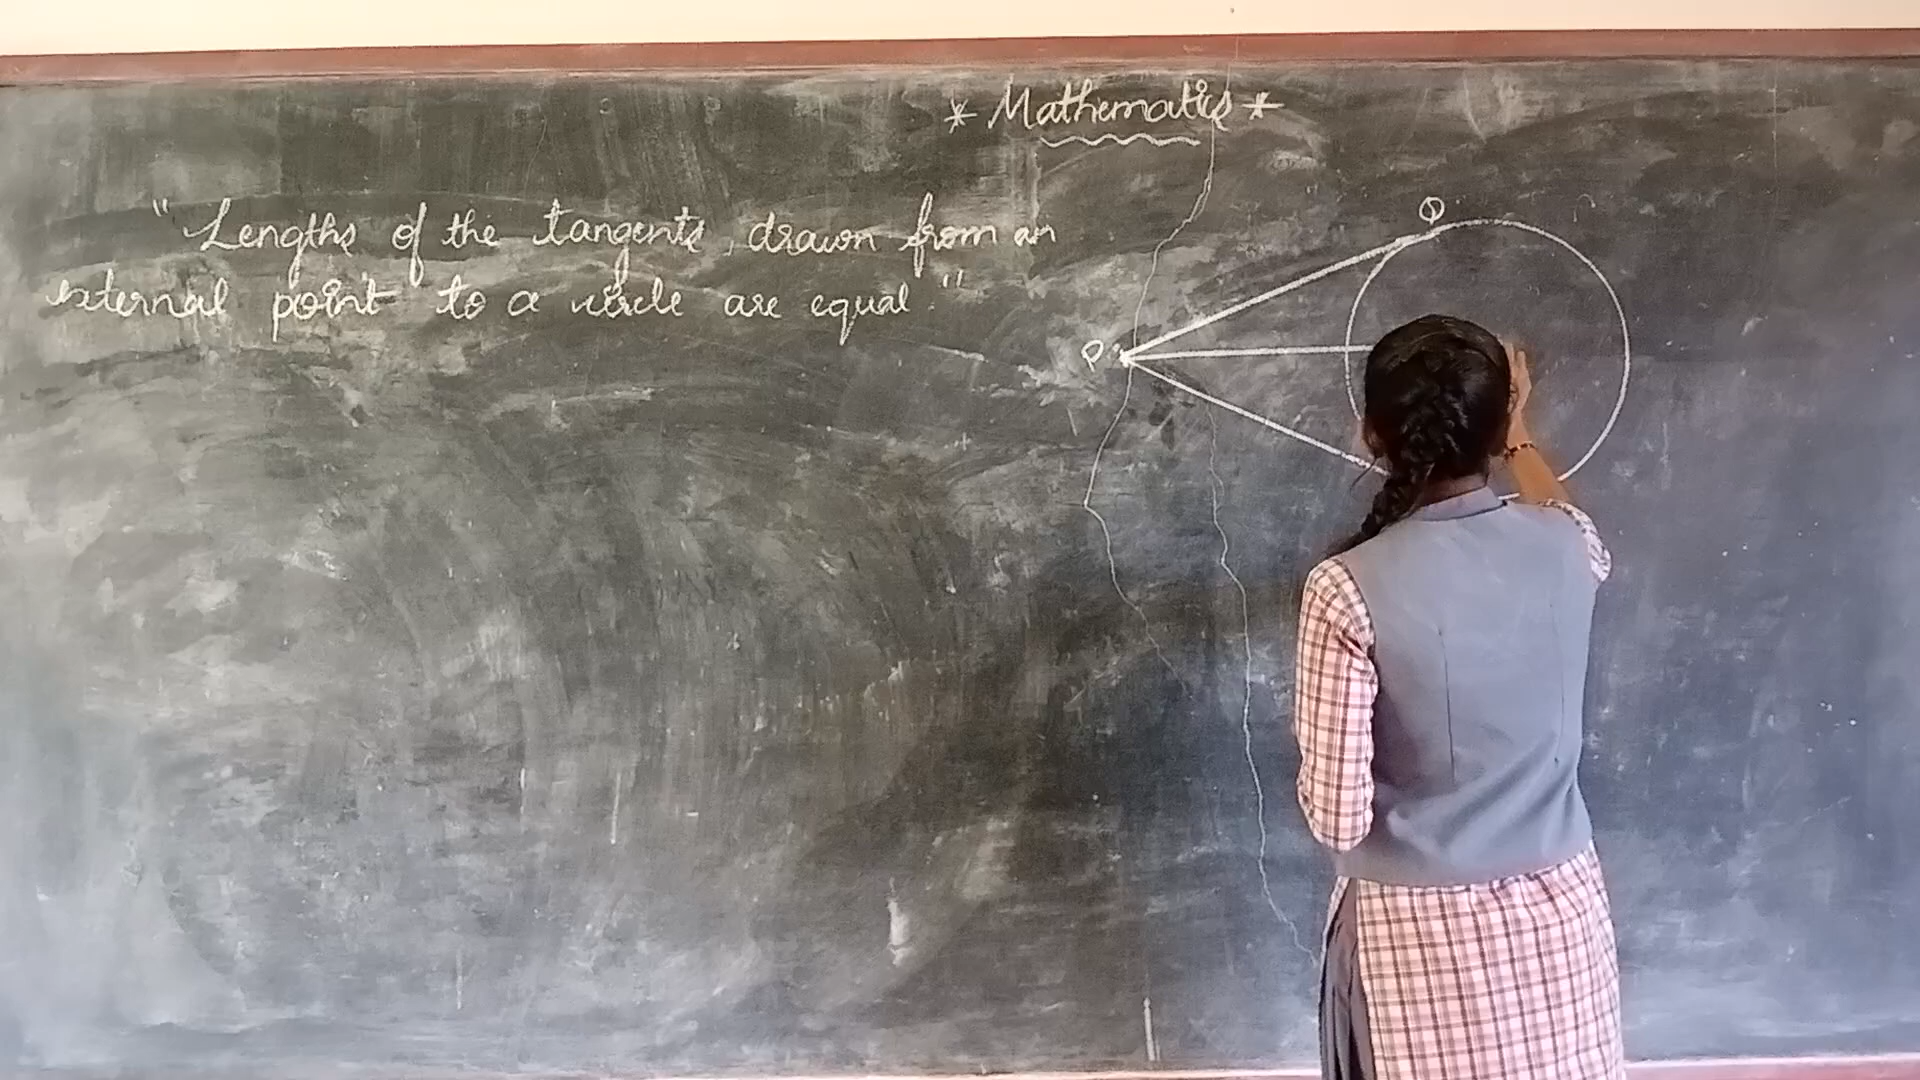 * Mathematics *
" Lengths of the tangents, drawn from an
external point to a circle are equal "
Q
P